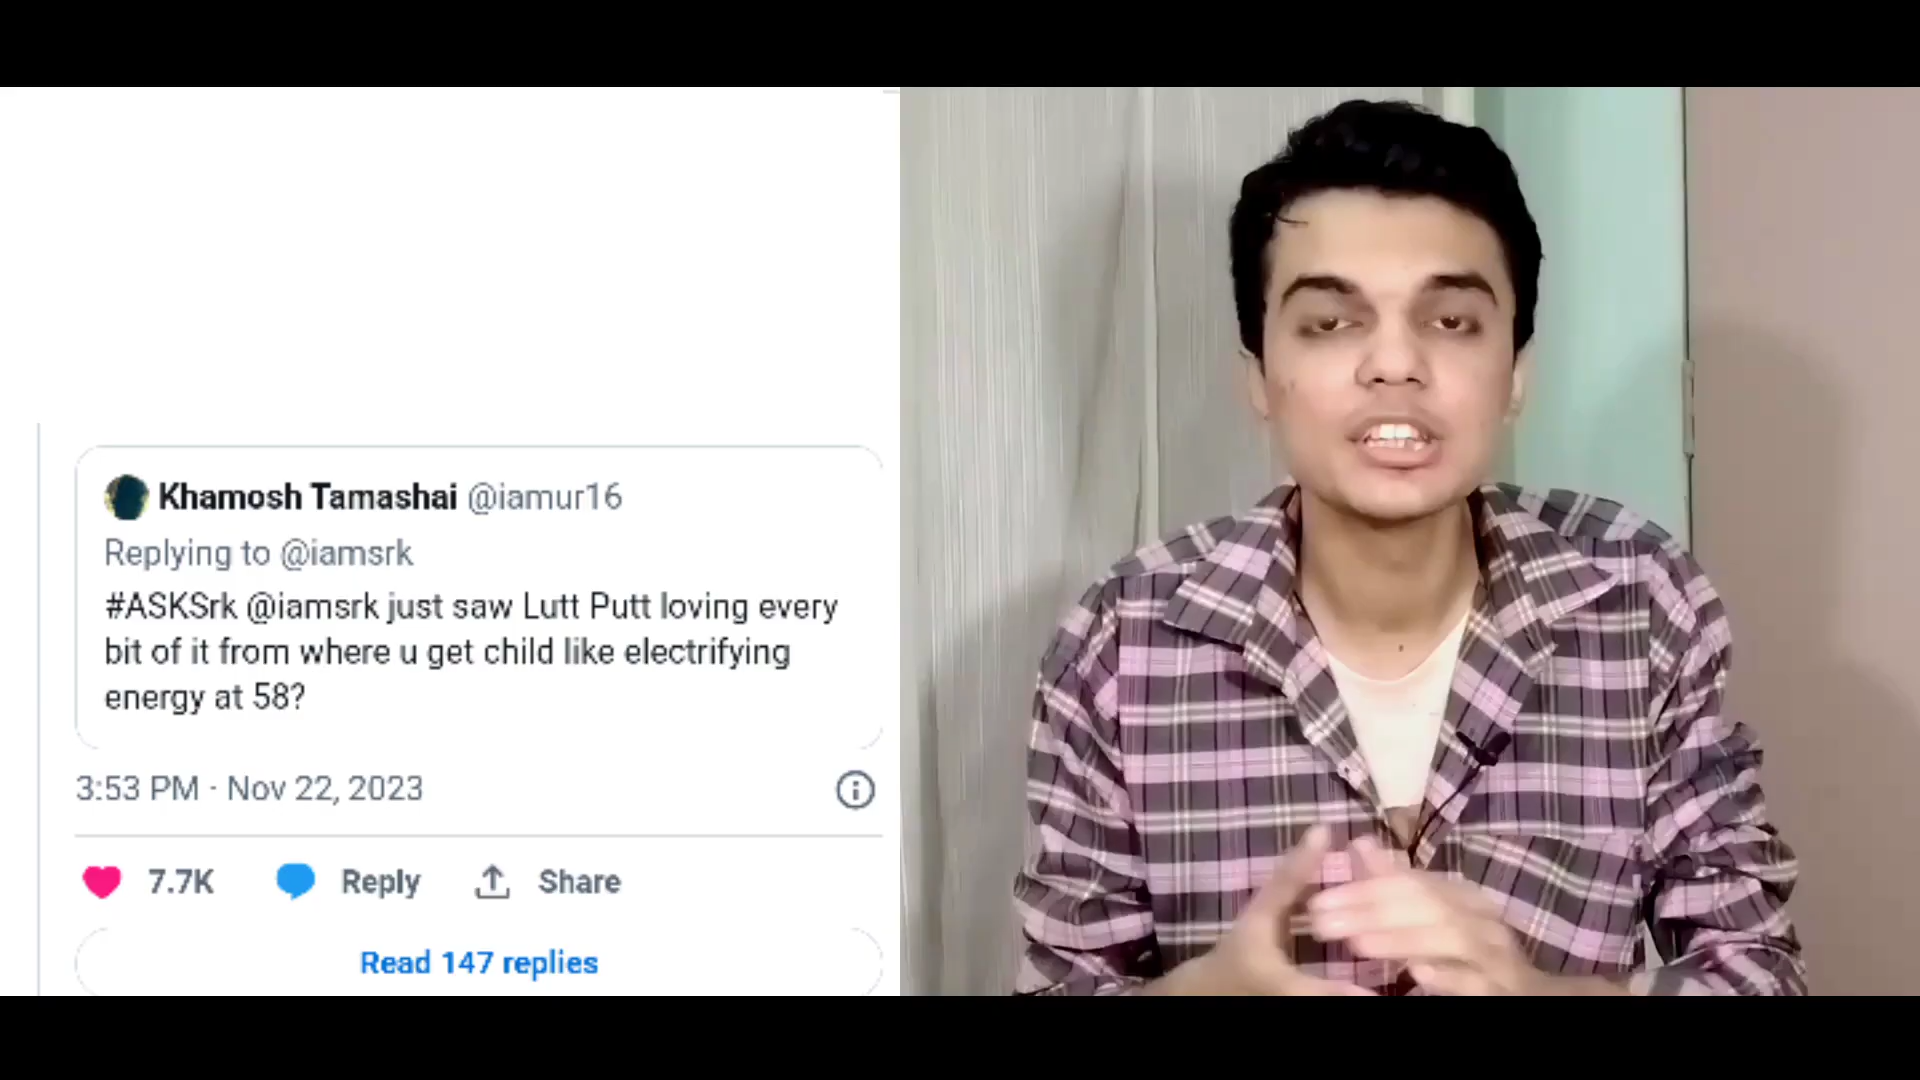 Khamosh Tamashai @iamur16
Replying to @iamsrk
#ASKSrk @iamsrk just saw Lutt Putt loving every
bit of it from where u get child like electrifying
energy at 58?
3:53 PM · Nov 22, 2023
7.7K Reply Share
Read 147 replies